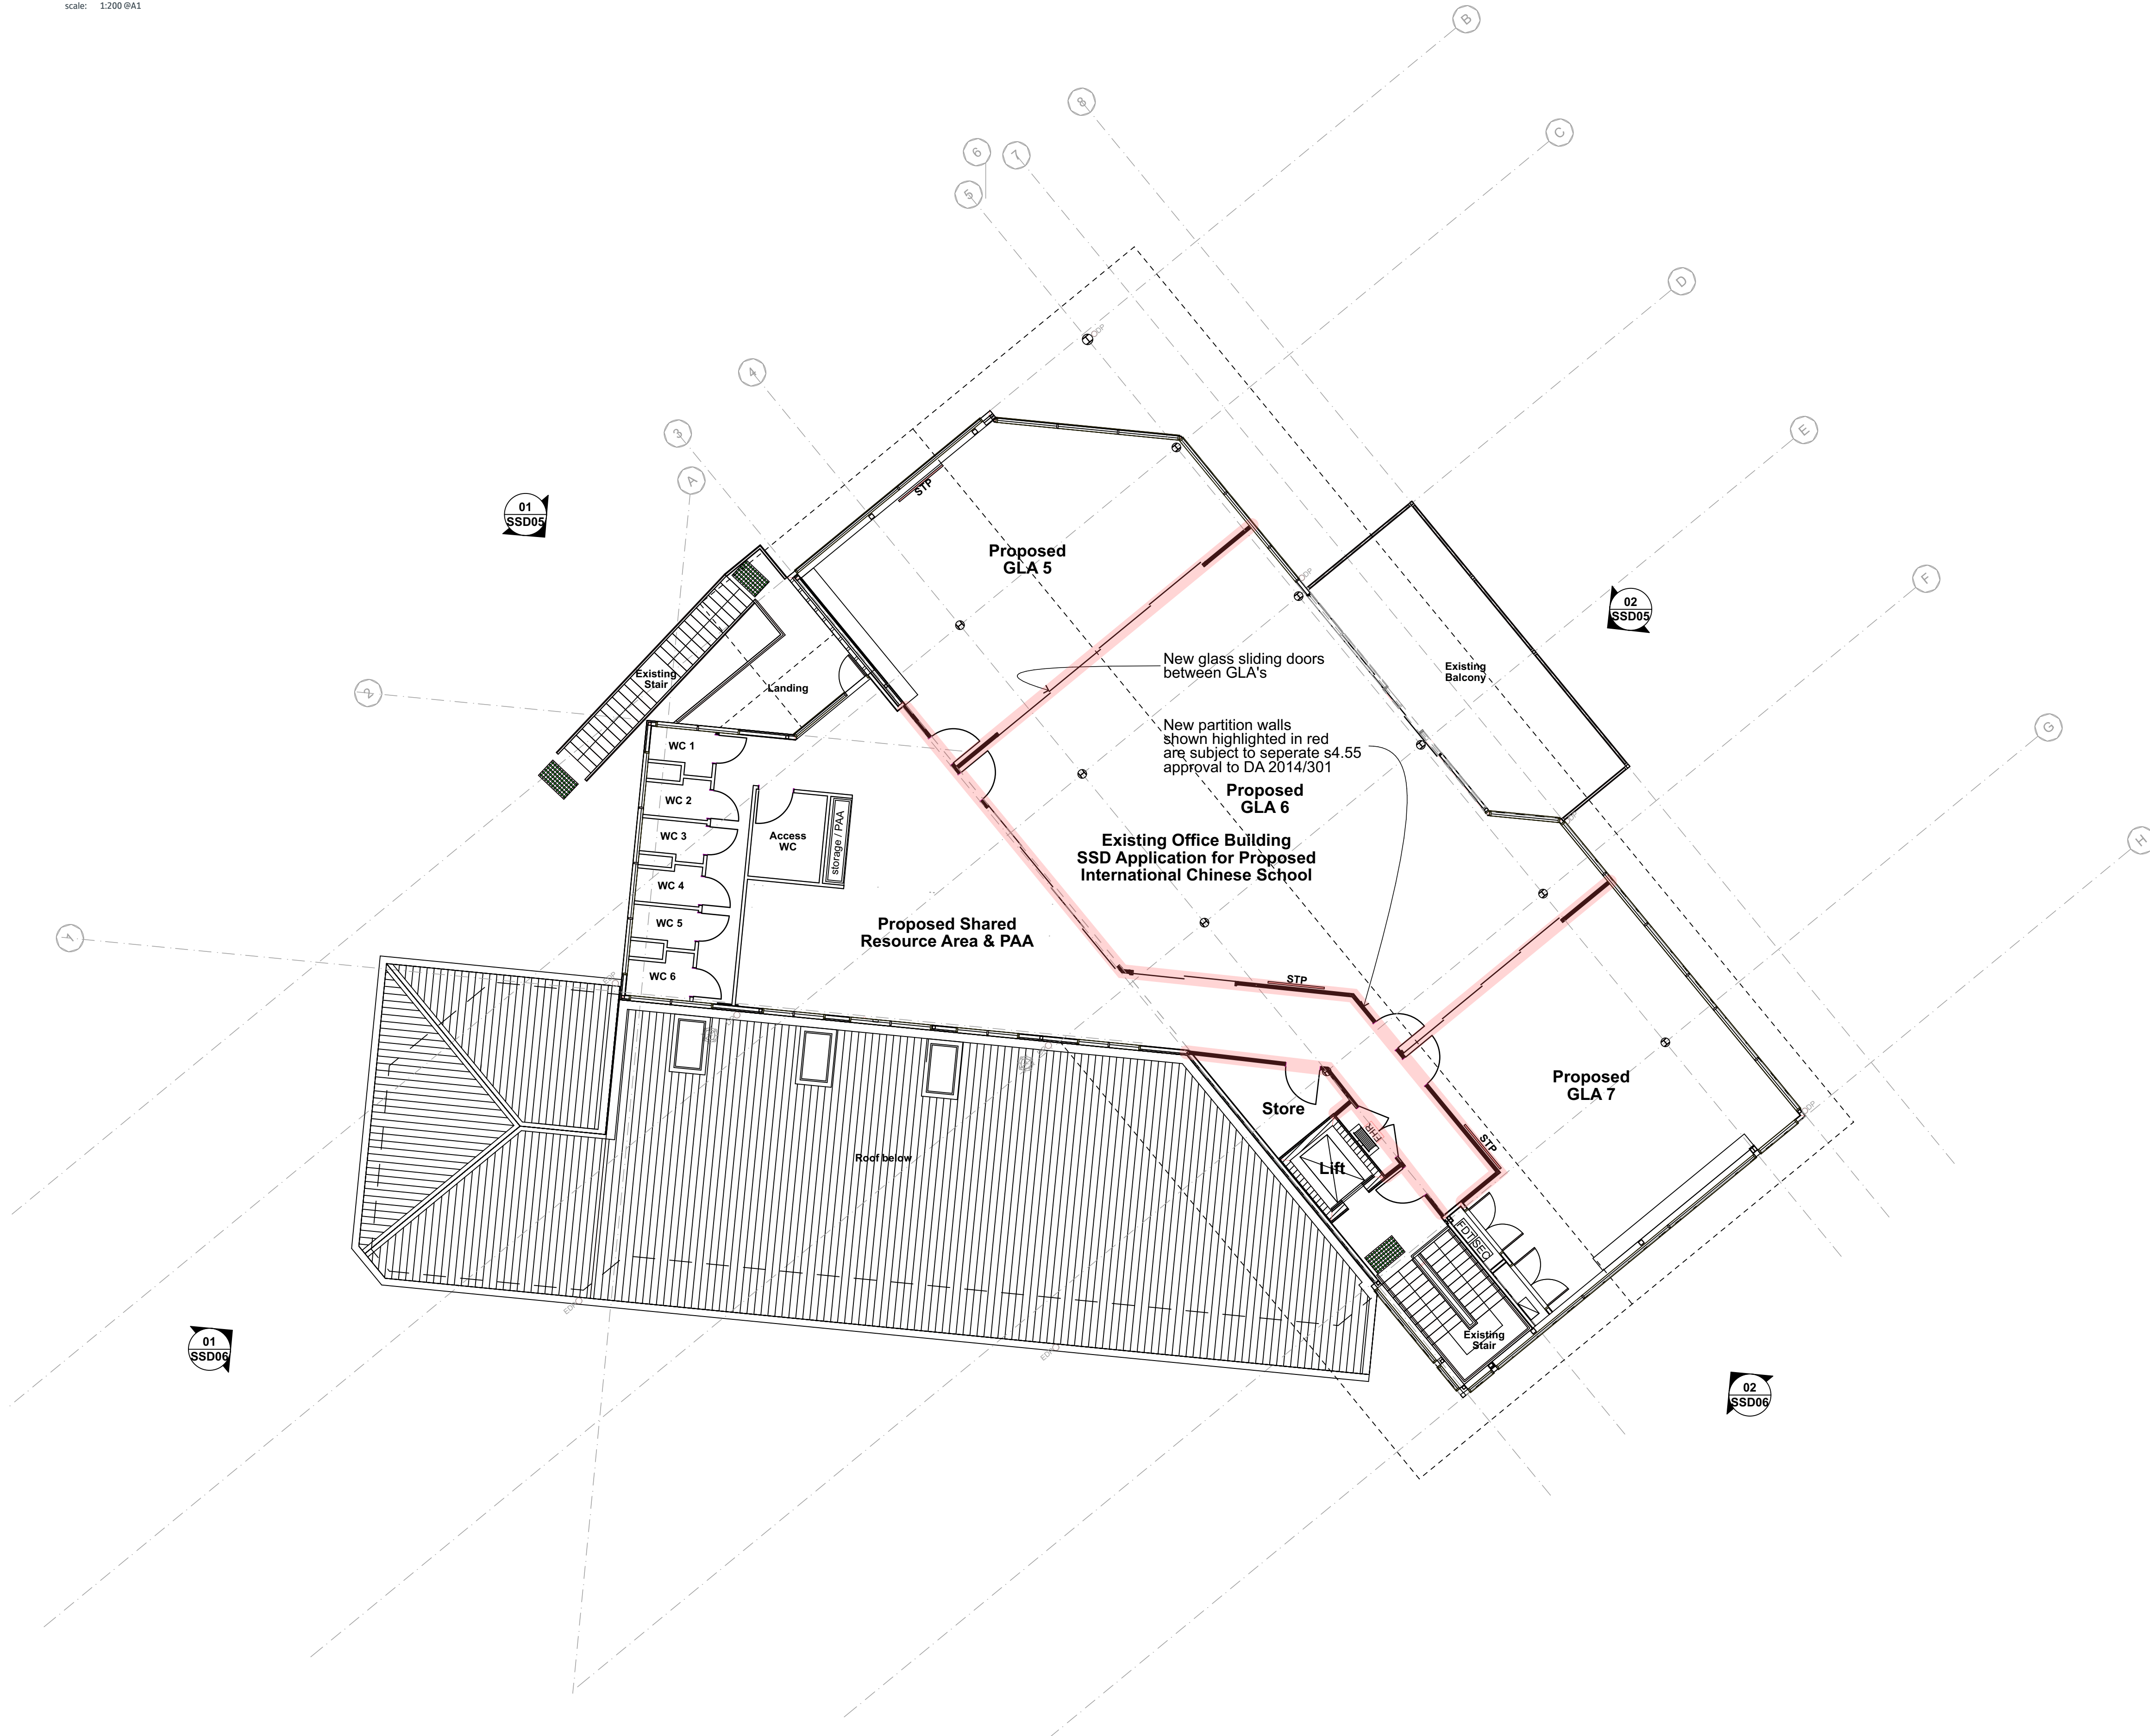 scale: 1:200 @A1
B
8
C
6
7
5
DP
D
4
E
3
A
STP
01
SSD05
Proposed
GLA 5
F
02
SSD05
DP
New glass sliding doors
between GLA's
Existing
Balcony
Existing
Stair
Landing
2
G
New partition walls
shown highlighted in red
are subject to seperate s4.55
approval to DA 2014/301
WC 1
WC 2
Proposed
GLA 6
WC 3
Access
WC
storage / PAA
H
Existing Office Building
SSD Application for Proposed
International Chinese School
WC 4
WC 5
Proposed Shared
Resource Area & PAA
1
WC 6
STP
Proposed
GLA 7
Store
DP
FHR
STP
Roof below
Lift
FDT
SEC
Existing
Stair
01
SSD06
02
SSD06